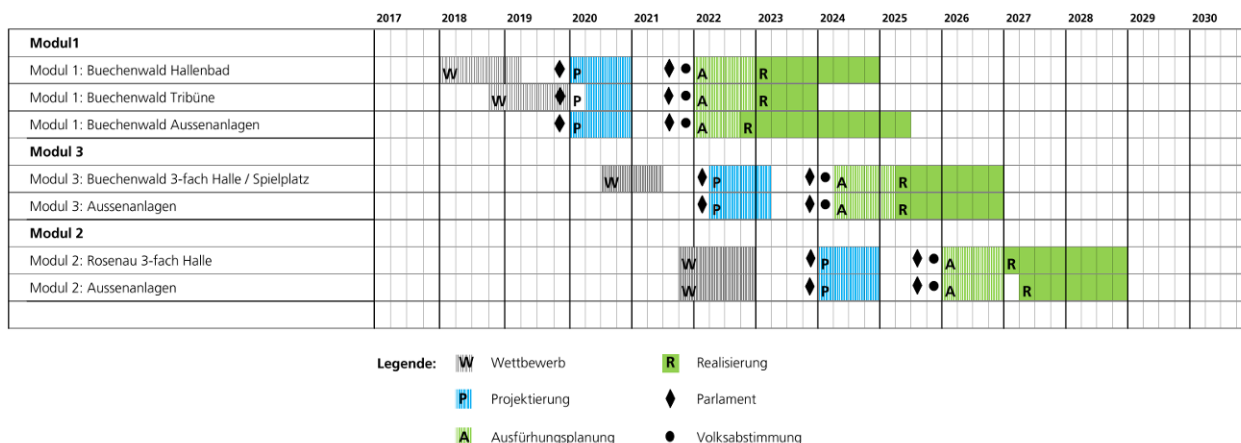 2017 2018 2019 2020 2021 2022 2023 2024 2025 2026 2027 2028 2029 2030
Modul1
Modul 1: Buechenwald Hallenbad W P A R
Modul 1: Buechenwald Tribüne W P A R
Modul 1: Buechenwald Aussenanlagen P A R
Modul 3
Modul 3: Buechenwald 3-fach Halle / Spielplatz W P A R
Modul 3: Aussenanlagen P A R
Modul 2
Modul 2: Rosenau 3-fach Halle W P A R
Modul 2: Aussenanlagen W P A R
Legende: W Wettbewerb R Realisierung
P Projektierung Parlament
A Ausfürhungsplanung Volksabstimmung